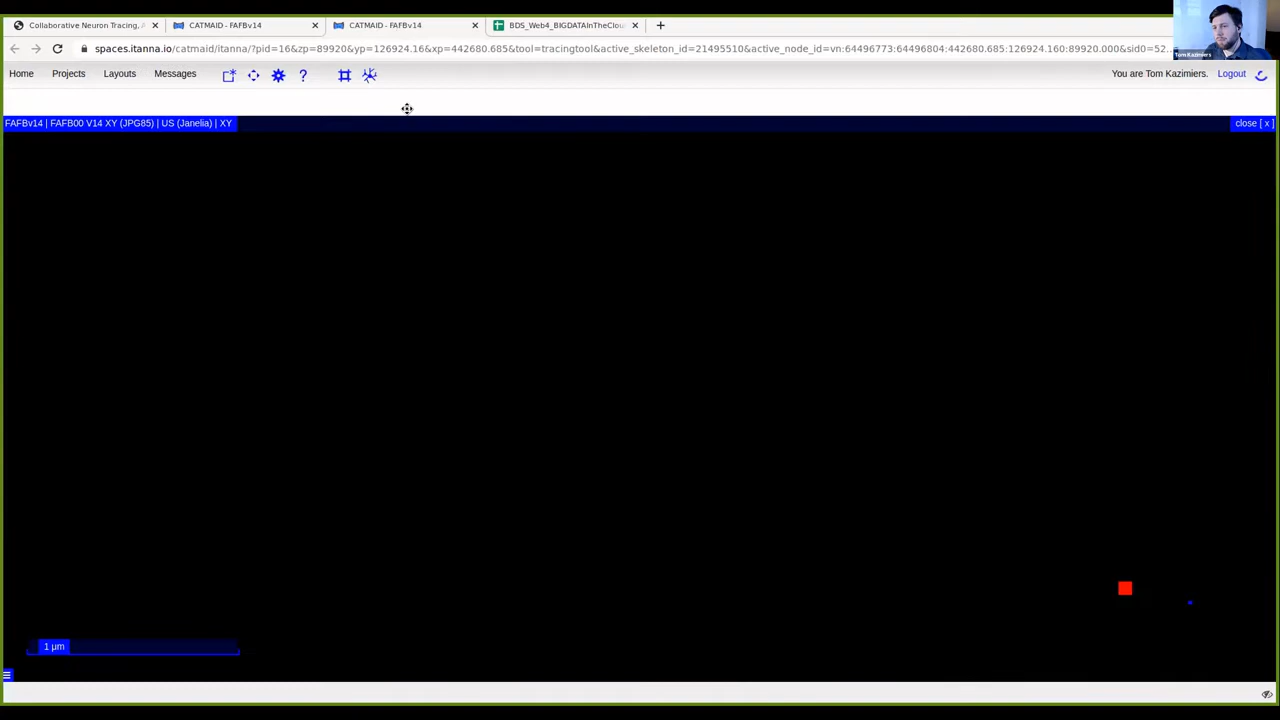 Collaborative Neuron Tracing, A
CATMAID - FAFBv14
CATMAID - FAFBv14
BDS_Web4_BIGDATAInTheClou
spaces.itanna.io/catmaid/itanna/?pid=16&zp=89920&yp=126924.16&xp=442680.685&tool=tracingtool&active_skeleton_id=21495510&active_node_id=vn:64496773:64496804:442680.685:126924.160:89920.000&sid0=52...
Tom Kazimiers
Home Projects Layouts Messages ? You are Tom Kazimiers. Logout
FAFBv14 | FAFB00 V14 XY (JPG85) | US (Janelia) | XY
close [ x ]
1 μm